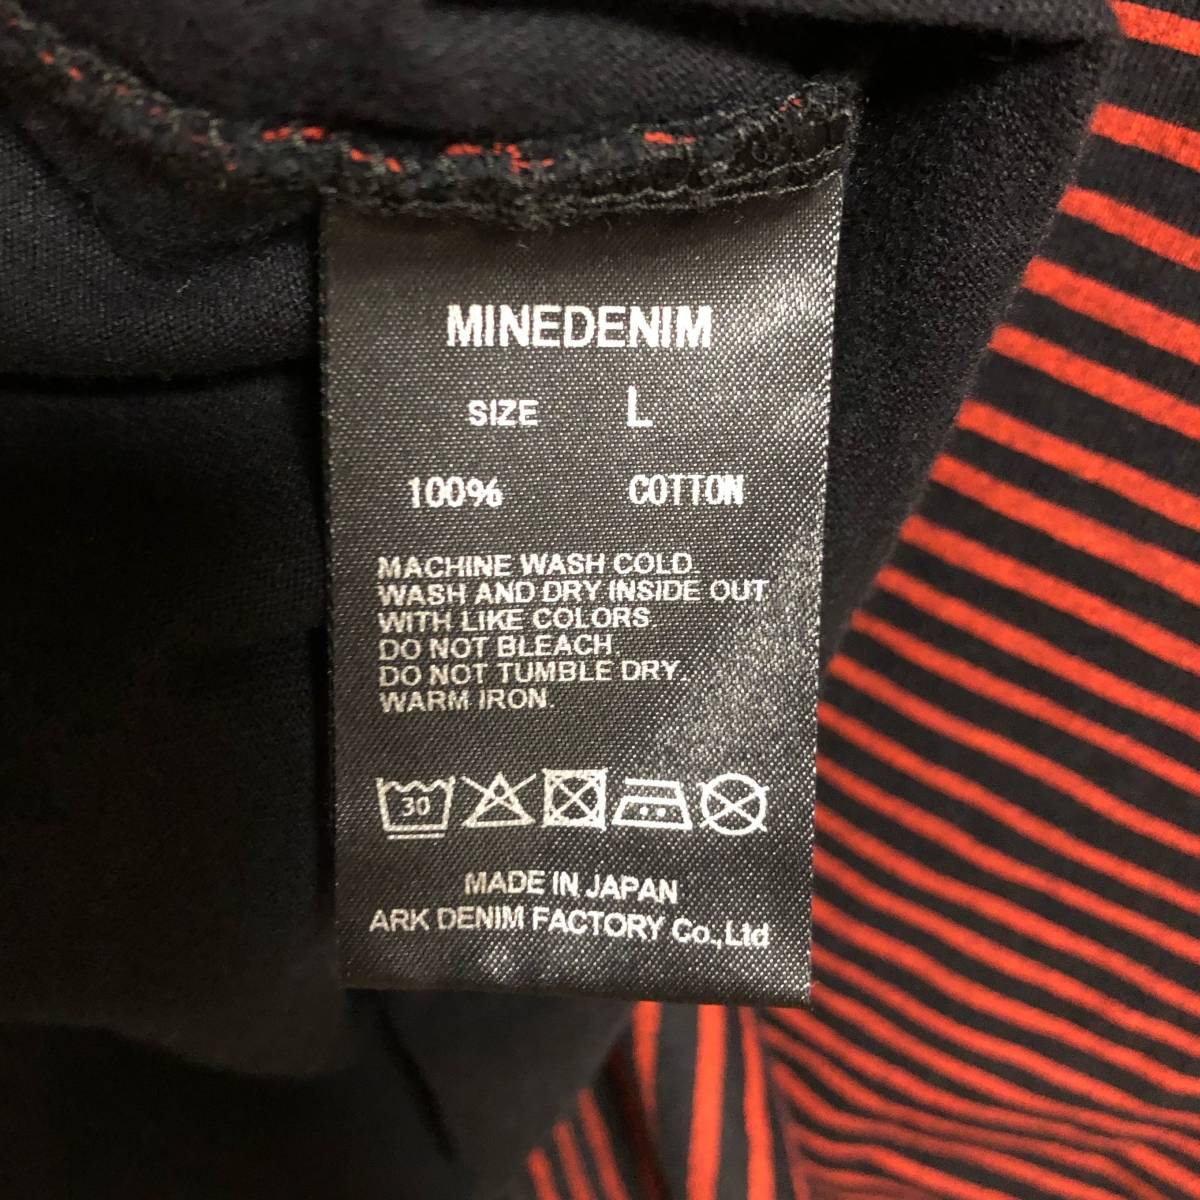 MINEDENIM
SIZE L
100% COTTON
MACHINE WASH COLD.
WASH AND DRY INSIDE OUT
WITH LIKE COLORS
DO NOT BLEACH.
DO NOT TUMBLE DRY.
WARM IRON.
30
MADE IN JAPAN
ARK DENIM FACTORY Co.,Ltd